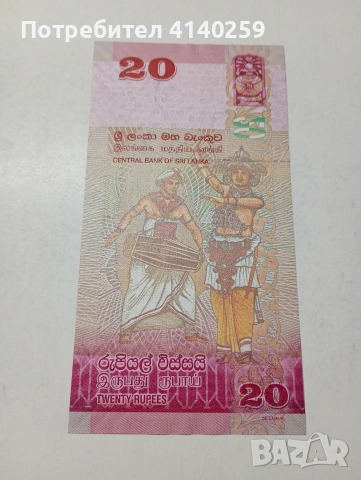 Потребител 4140259
20
ශ්‍රී ලංකා මහ බැංකුව
இலங்கை மத்திய வங்கி
CENTRAL BANK OF SRI LANKA
රුපියල් විස්සයි
இருபது ரூபாய்
TWENTY RUPEES
20
BAZAR